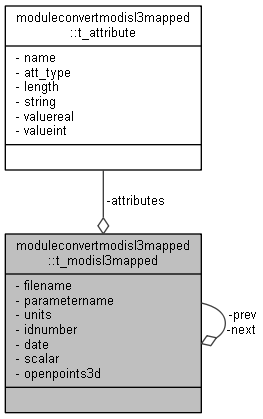 moduleconvertmodisl3mapped
::t_attribute
- name
- att_type
- length
- string
- valuereal
- valueint
-attributes
moduleconvertmodisl3mapped
::t_modisl3mapped
- filename
- parametername
- units
- idnumber
- date
- scalar
- openpoints3d
-prev
-next